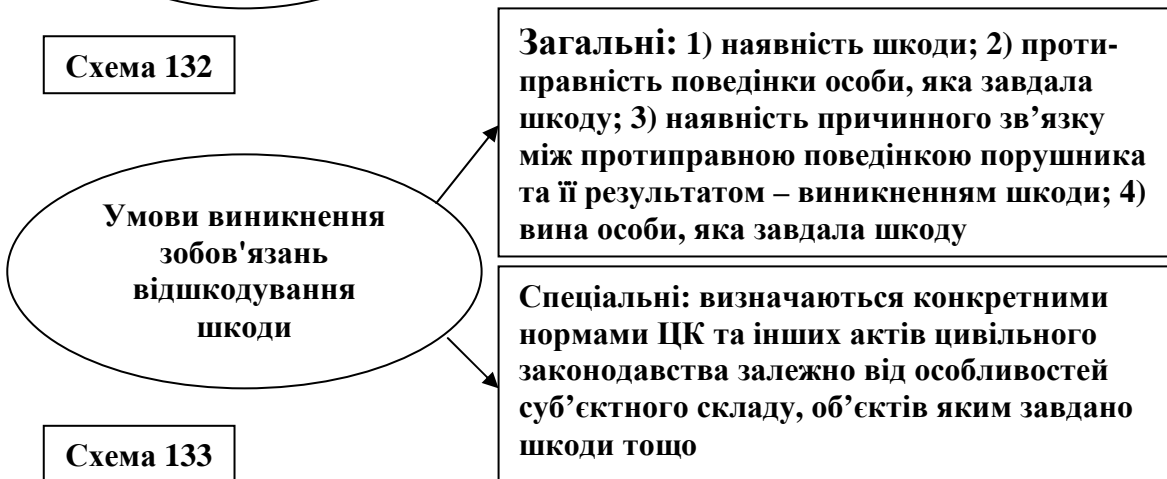 Схема 132
Загальні: 1) наявність шкоди; 2) проти-
правність поведінки особи, яка завдала
шкоду; 3) наявність причинного зв’язку
між протиправною поведінкою порушника
та її результатом – виникненням шкоди; 4)
вина особи, яка завдала шкоду
Умови виникнення
зобов'язань
відшкодування
шкоди
Спеціальні: визначаються конкретними
нормами ЦК та інших актів цивільного
законодавства залежно від особливостей
суб’єктного складу, об’єктів яким завдано
шкоди тощо
Схема 133